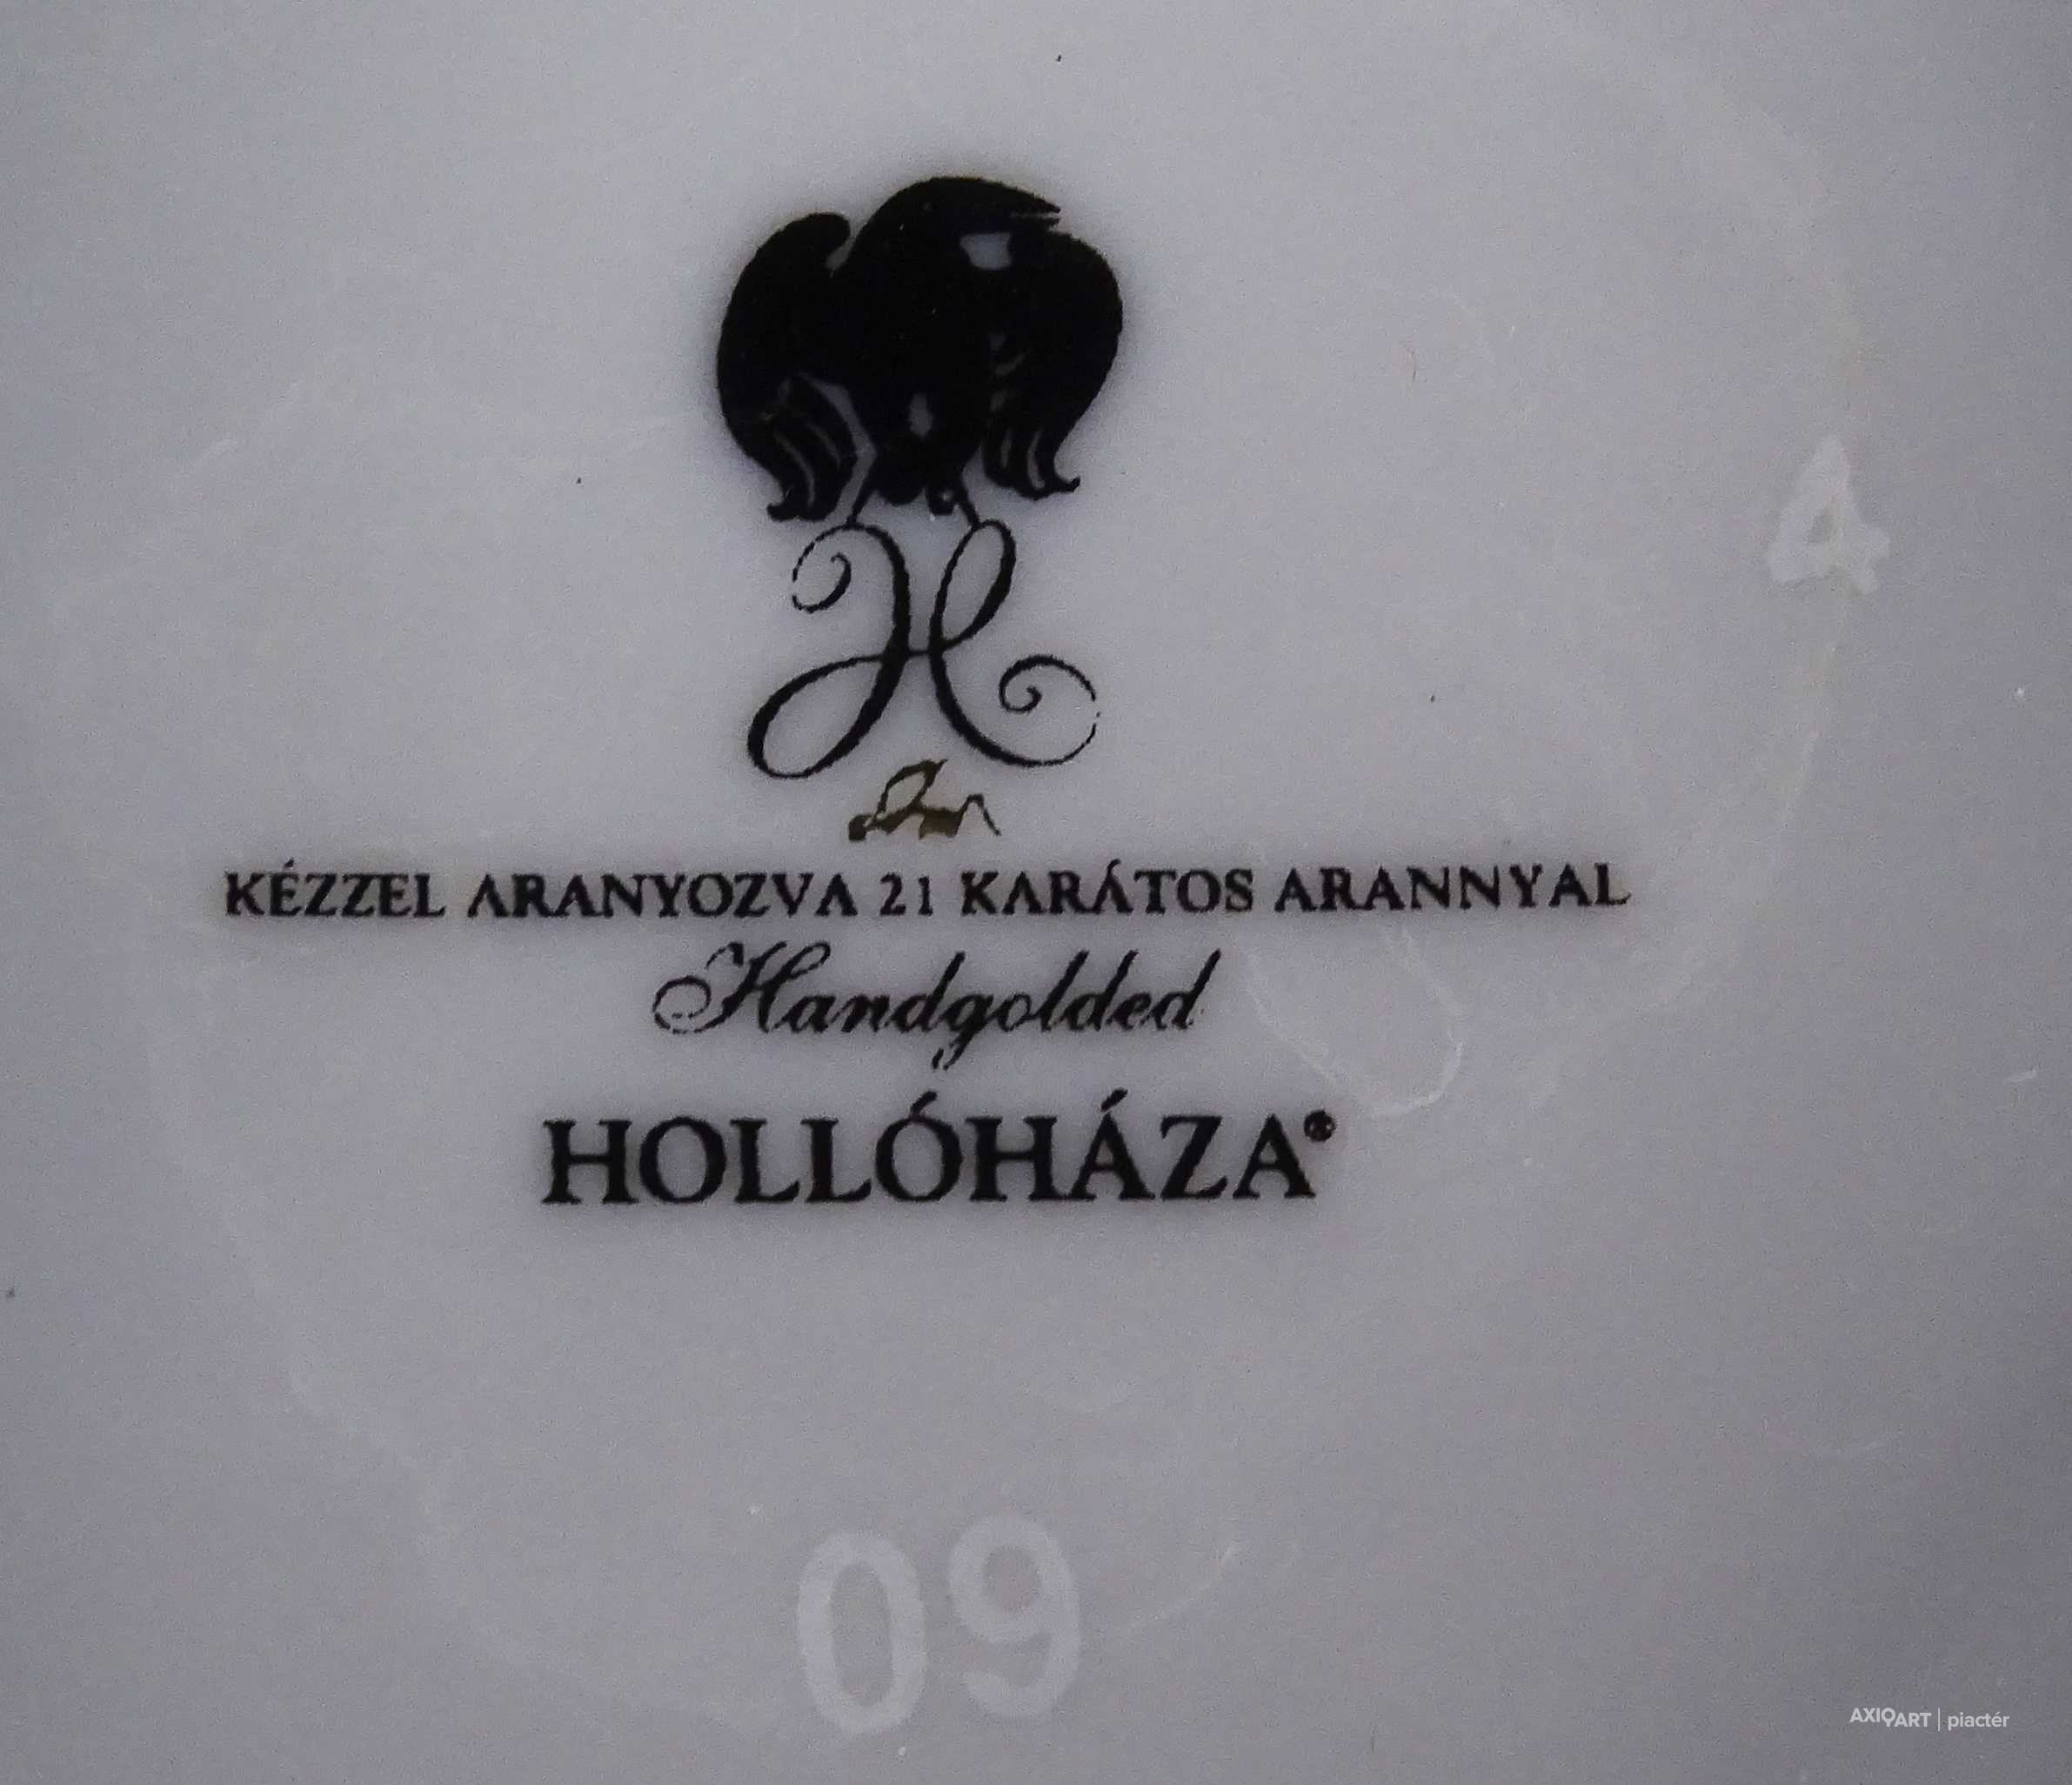 4
H
KÉZZEL ARANYOZVA 21 KARÁTOS ARANNYAL
Handgolded
HOLLÓHÁZA®
09
AXIOART | piactér